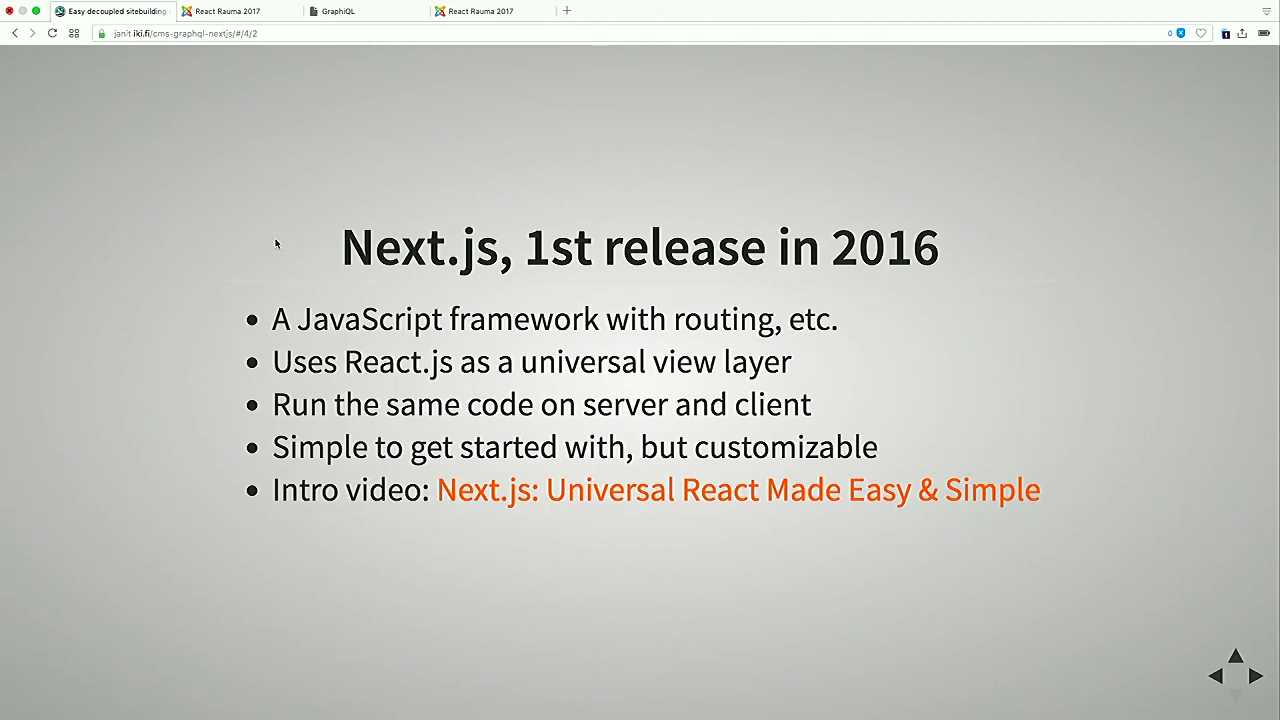 Easy decoupled sitebuilding
React Rauma 2017
GraphiQL
React Rauma 2017
janit.iki.fi/cms-graphql-nextjs/#/4/2
0
1
Next.js, 1st release in 2016
• A JavaScript framework with routing, etc.
• Uses React.js as a universal view layer
• Run the same code on server and client
• Simple to get started with, but customizable
• Intro video: Next.js: Universal React Made Easy & Simple